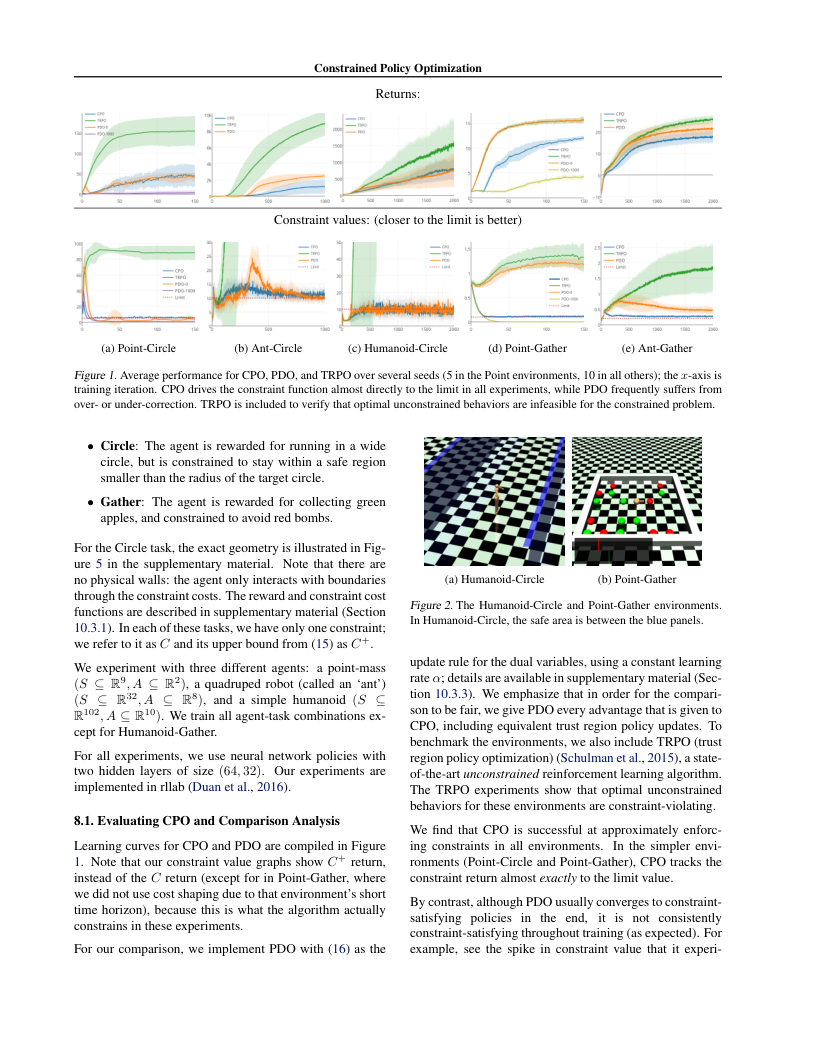 Constrained Policy Optimization
Returns:
Constraint values: (closer to the limit is better)
(a) Point-Circle
(b) Ant-Circle
(c) Humanoid-Circle
(d) Point-Gather
(e) Ant-Gather
Figure 1. Average performance for CPO, PDO, and TRPO over several seeds (5 in the Point environments, 10 in all others); the x-axis is
training iteration. CPO drives the constraint function almost directly to the limit in all experiments, while PDO frequently suffers from
over- or under-correction. TRPO is included to verify that optimal unconstrained behaviors are infeasible for the constrained problem.
• Circle: The agent is rewarded for running in a wide
circle, but is constrained to stay within a safe region
smaller than the radius of the target circle.
• Gather: The agent is rewarded for collecting green
apples, and constrained to avoid red bombs.
For the Circle task, the exact geometry is illustrated in Fig-
ure 5 in the supplementary material. Note that there are
no physical walls: the agent only interacts with boundaries
through the constraint costs. The reward and constraint cost
functions are described in supplementary material (Section
10.3.1). In each of these tasks, we have only one constraint;
we refer to it as C and its upper bound from (15) as C⁺.
We experiment with three different agents: a point-mass
(S ⊆ ℝ⁹, A ⊆ ℝ²), a quadruped robot (called an ‘ant’)
(S ⊆ ℝ³², A ⊆ ℝ⁸), and a simple humanoid (S ⊆
ℝ¹⁰², A ⊆ ℝ¹⁰). We train all agent-task combinations ex-
cept for Humanoid-Gather.
For all experiments, we use neural network policies with
two hidden layers of size (64, 32). Our experiments are
implemented in rllab (Duan et al., 2016).
8.1. Evaluating CPO and Comparison Analysis
Learning curves for CPO and PDO are compiled in Figure
1. Note that our constraint value graphs show C⁺ return,
instead of the C return (except for in Point-Gather, where
we did not use cost shaping due to that environment's short
time horizon), because this is what the algorithm actually
constrains in these experiments.
For our comparison, we implement PDO with (16) as the
(a) Humanoid-Circle
(b) Point-Gather
Figure 2. The Humanoid-Circle and Point-Gather environments.
In Humanoid-Circle, the safe area is between the blue panels.
update rule for the dual variables, using a constant learning
rate α; details are available in supplementary material (Sec-
tion 10.3.3). We emphasize that in order for the compari-
son to be fair, we give PDO every advantage that is given to
CPO, including equivalent trust region policy updates. To
benchmark the environments, we also include TRPO (trust
region policy optimization) (Schulman et al., 2015), a state-
of-the-art unconstrained reinforcement learning algorithm.
The TRPO experiments show that optimal unconstrained
behaviors for these environments are constraint-violating.
We find that CPO is successful at approximately enforc-
ing constraints in all environments. In the simpler envi-
ronments (Point-Circle and Point-Gather), CPO tracks the
constraint return almost exactly to the limit value.
By contrast, although PDO usually converges to constraint-
satisfying policies in the end, it is not consistently
constraint-satisfying throughout training (as expected). For
example, see the spike in constraint value that it experi-